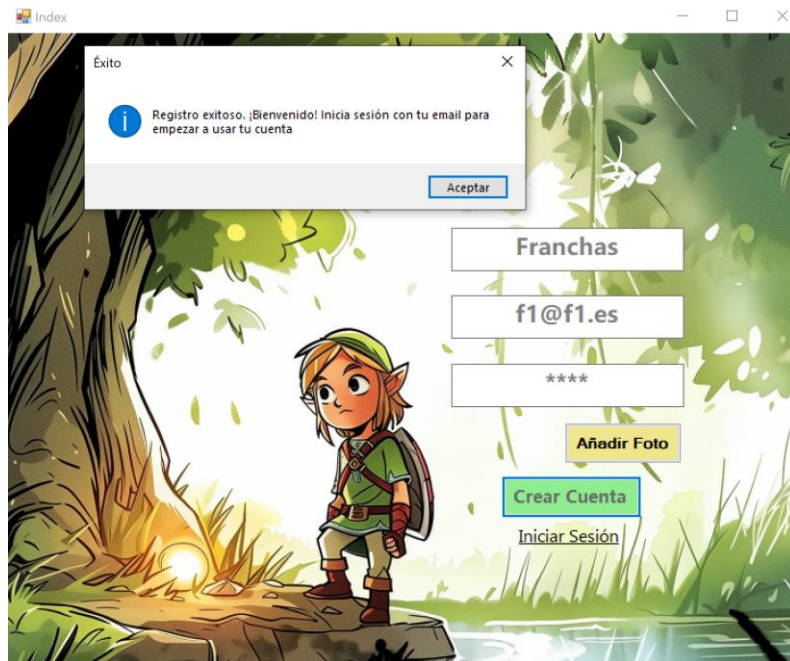 Index
Éxito
Registro exitoso. ¡Bienvenido! Inicia sesión con tu email para
empezar a usar tu cuenta
Aceptar
Franchas
f1@f1.es
****
Añadir Foto
Crear Cuenta
Iniciar Sesión